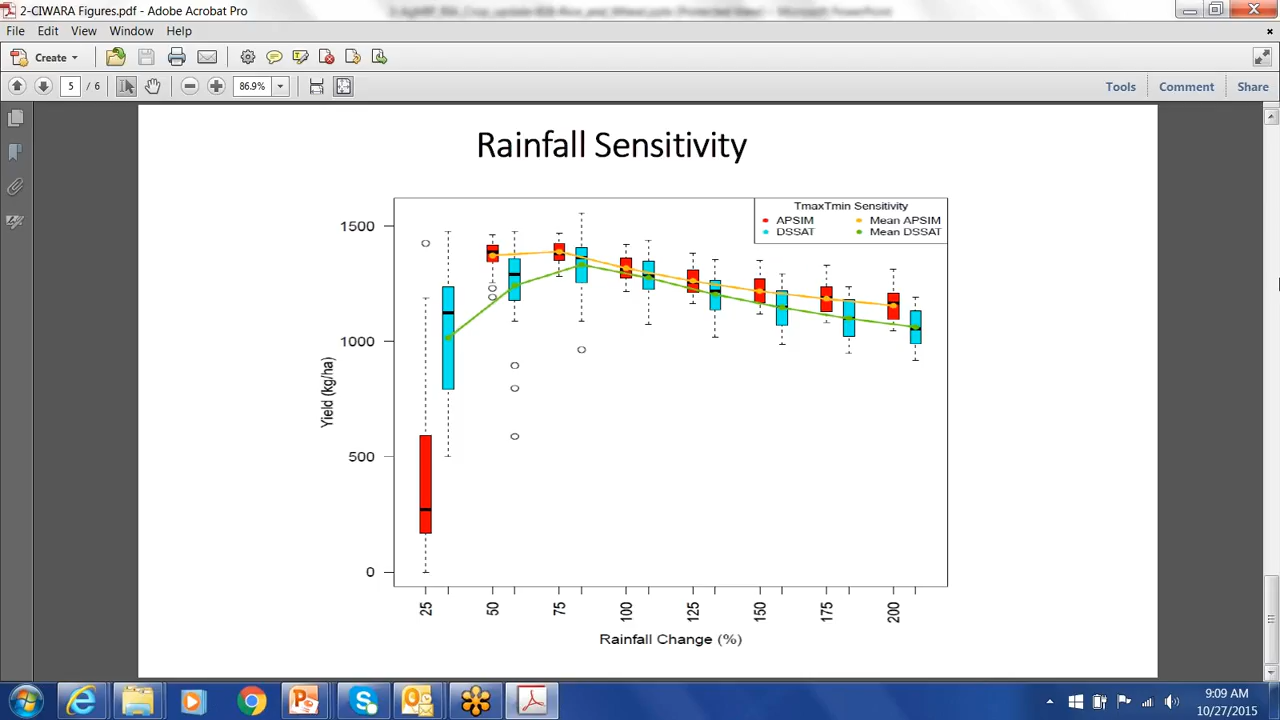 2-CIWARA Figures.pdf - Adobe Acrobat Pro
File Edit View Window Help
Create
5 / 6 86.9% Tools Comment Share
Rainfall Sensitivity
TmaxTmin Sensitivity
APSIM Mean APSIM
DSSAT Mean DSSAT
1500
1000
500
0
Yield (kg/ha)
25 50 75 100 125 150 175 200
Rainfall Change (%)
9:09 AM
10/27/2015